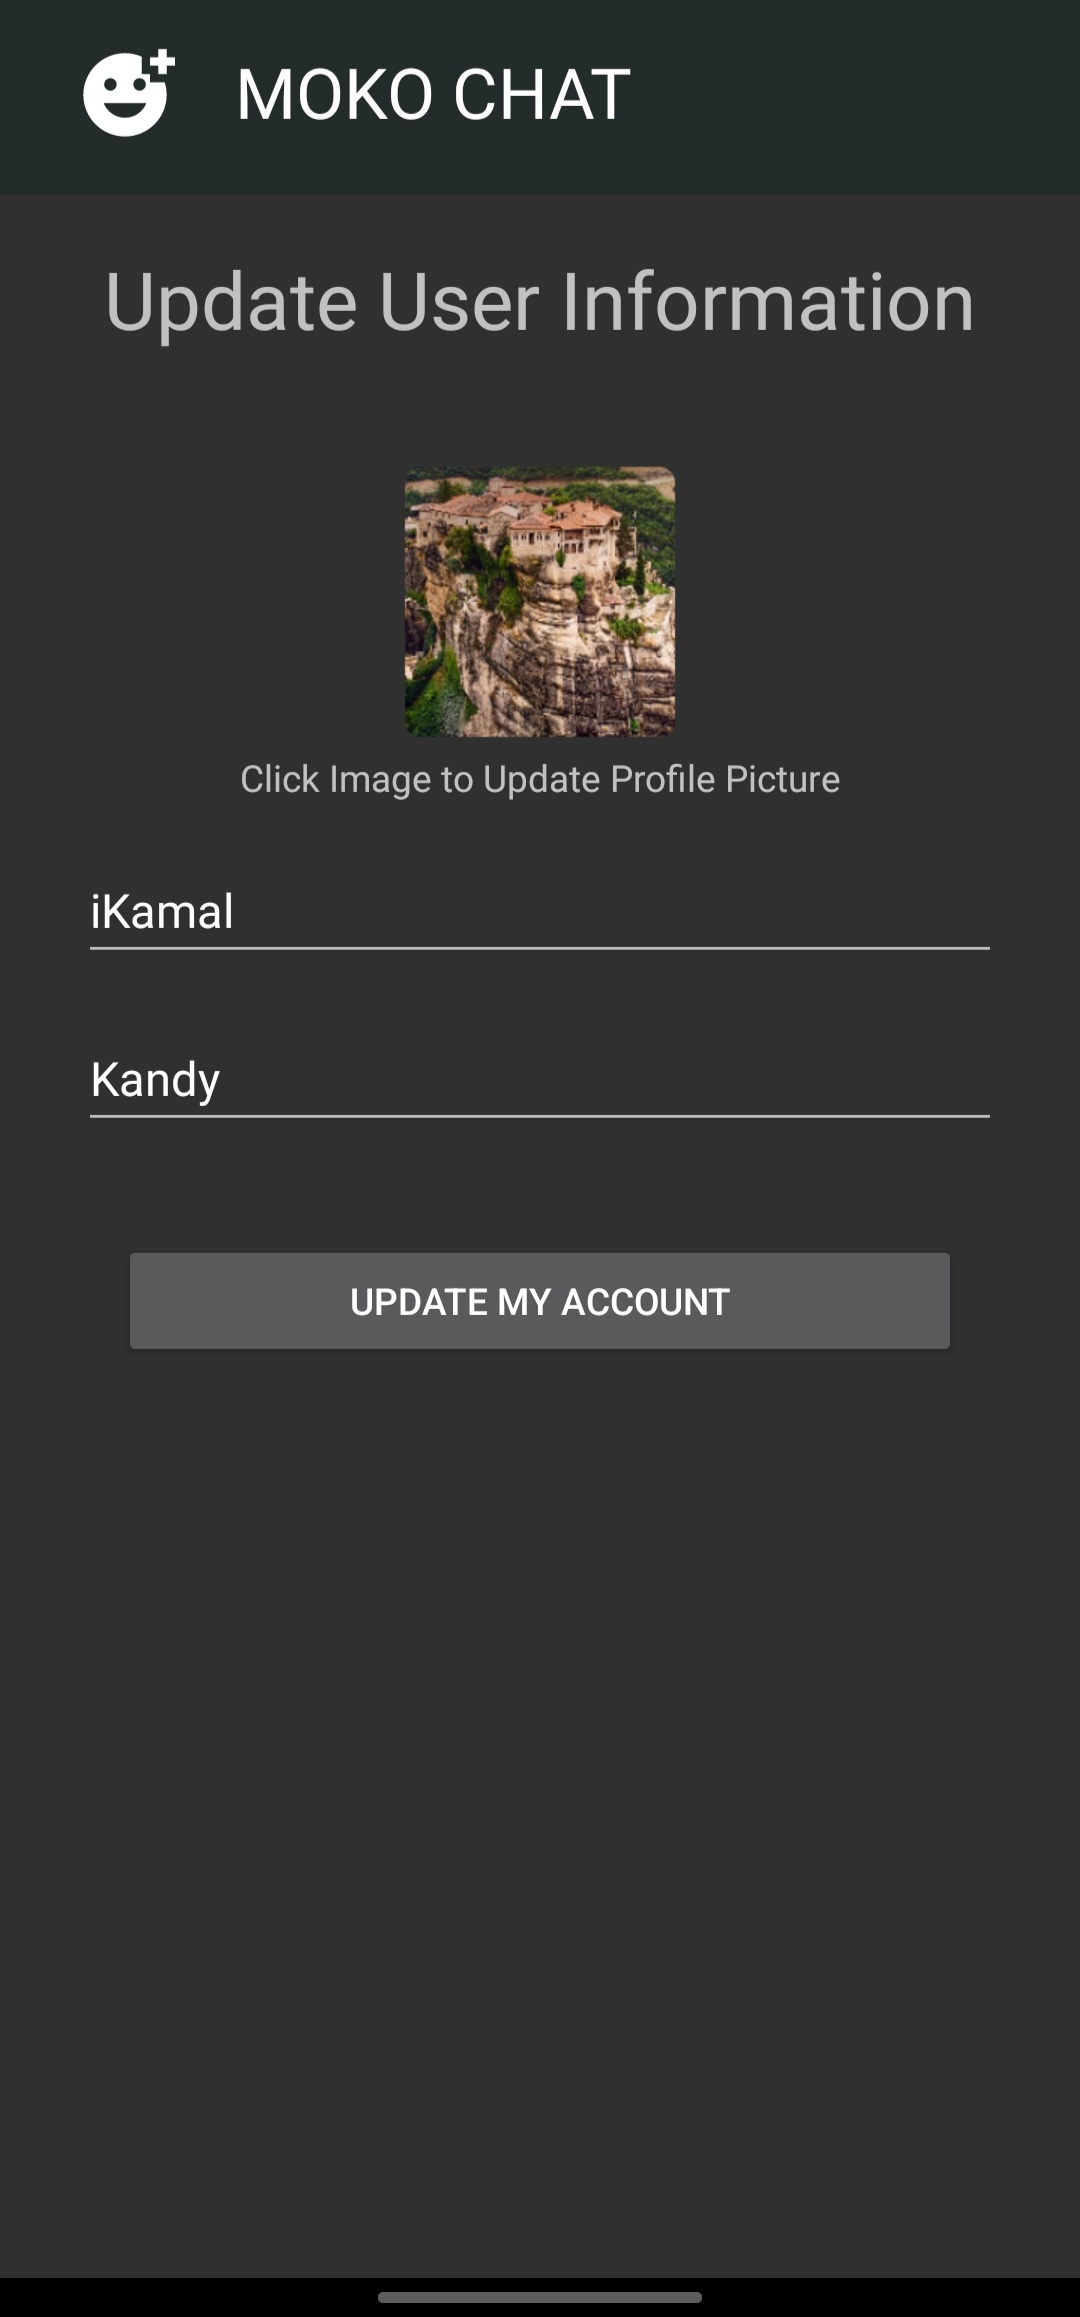 MOKO CHAT
Update User Information
Click Image to Update Profile Picture
iKamal
Kandy
UPDATE MY ACCOUNT